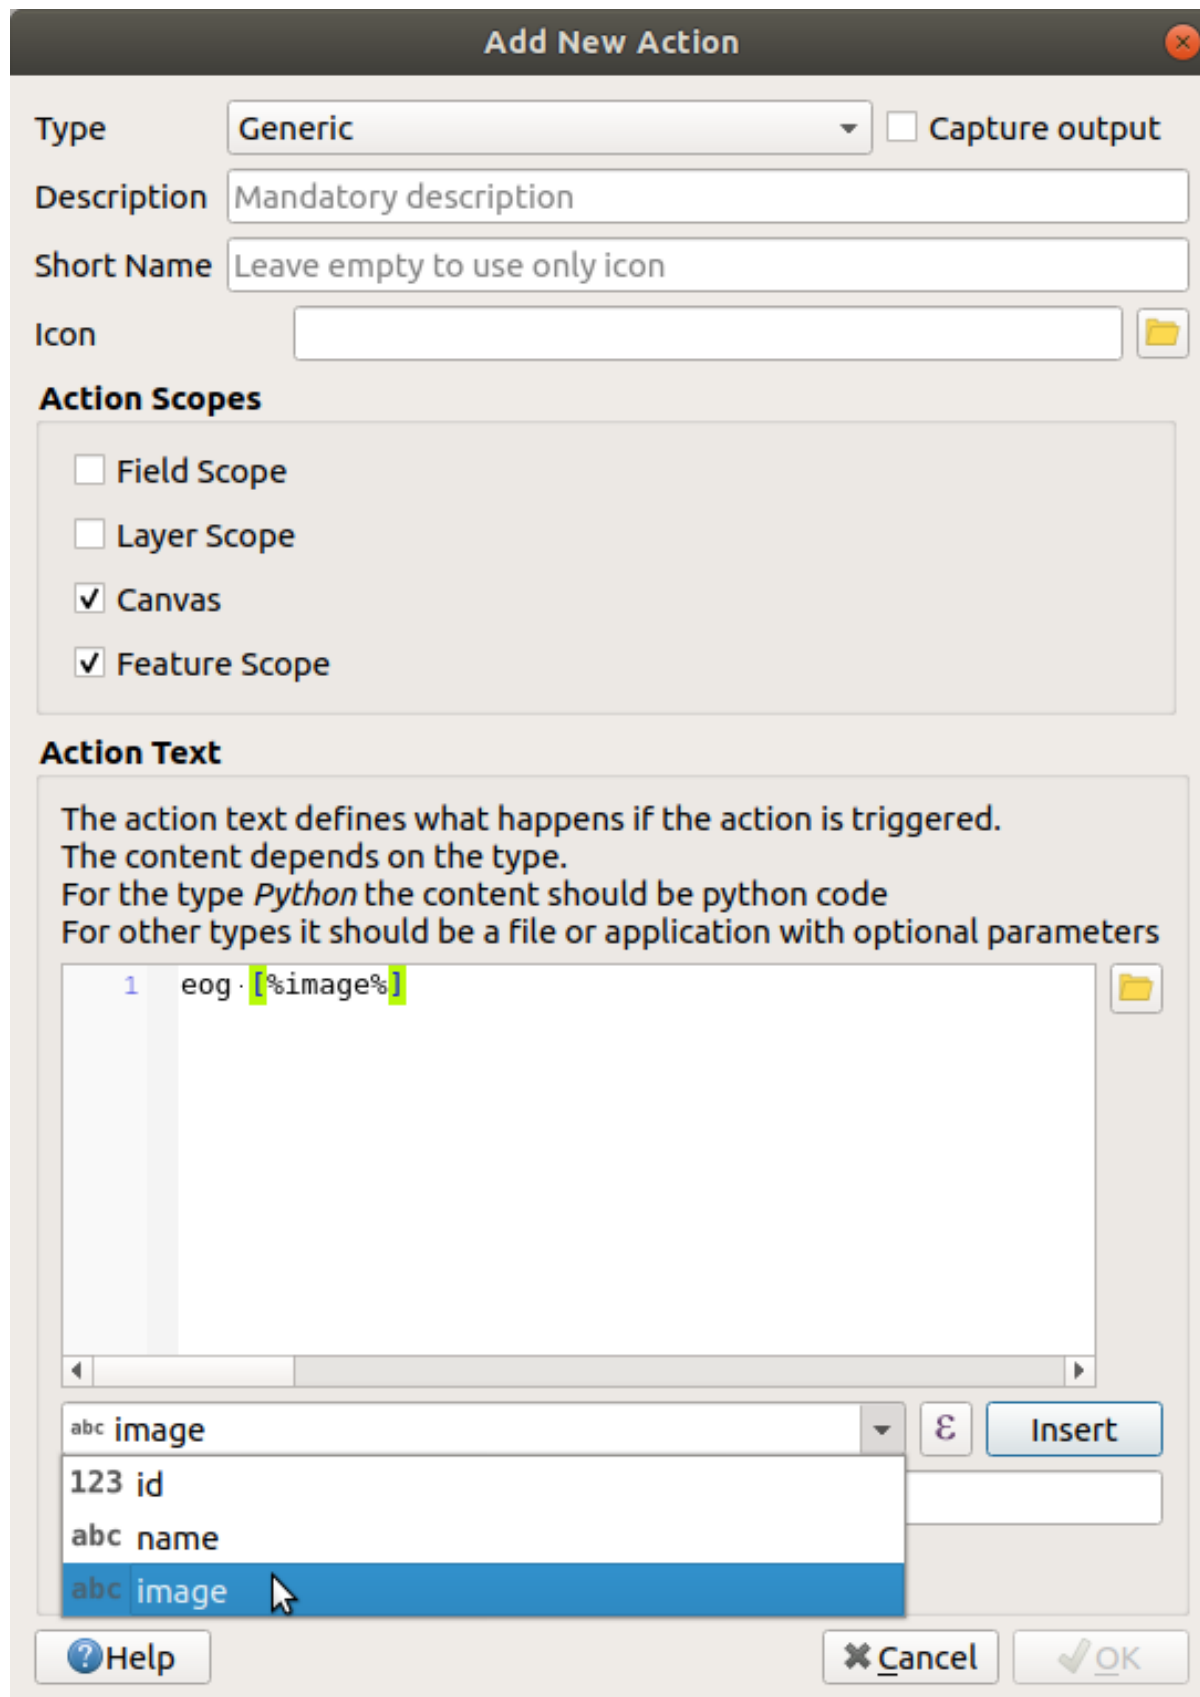 Add New Action
Type Generic Capture output
Description Mandatory description
Short Name Leave empty to use only icon
Icon
Action Scopes
Field Scope
Layer Scope
Canvas
Feature Scope
Action Text
The action text defines what happens if the action is triggered.
The content depends on the type.
For the type Python the content should be python code
For other types it should be a file or application with optional parameters
1 eog·[%image%]
abc image ε Insert
123 id
abc name
abc image
?Help Cancel OK